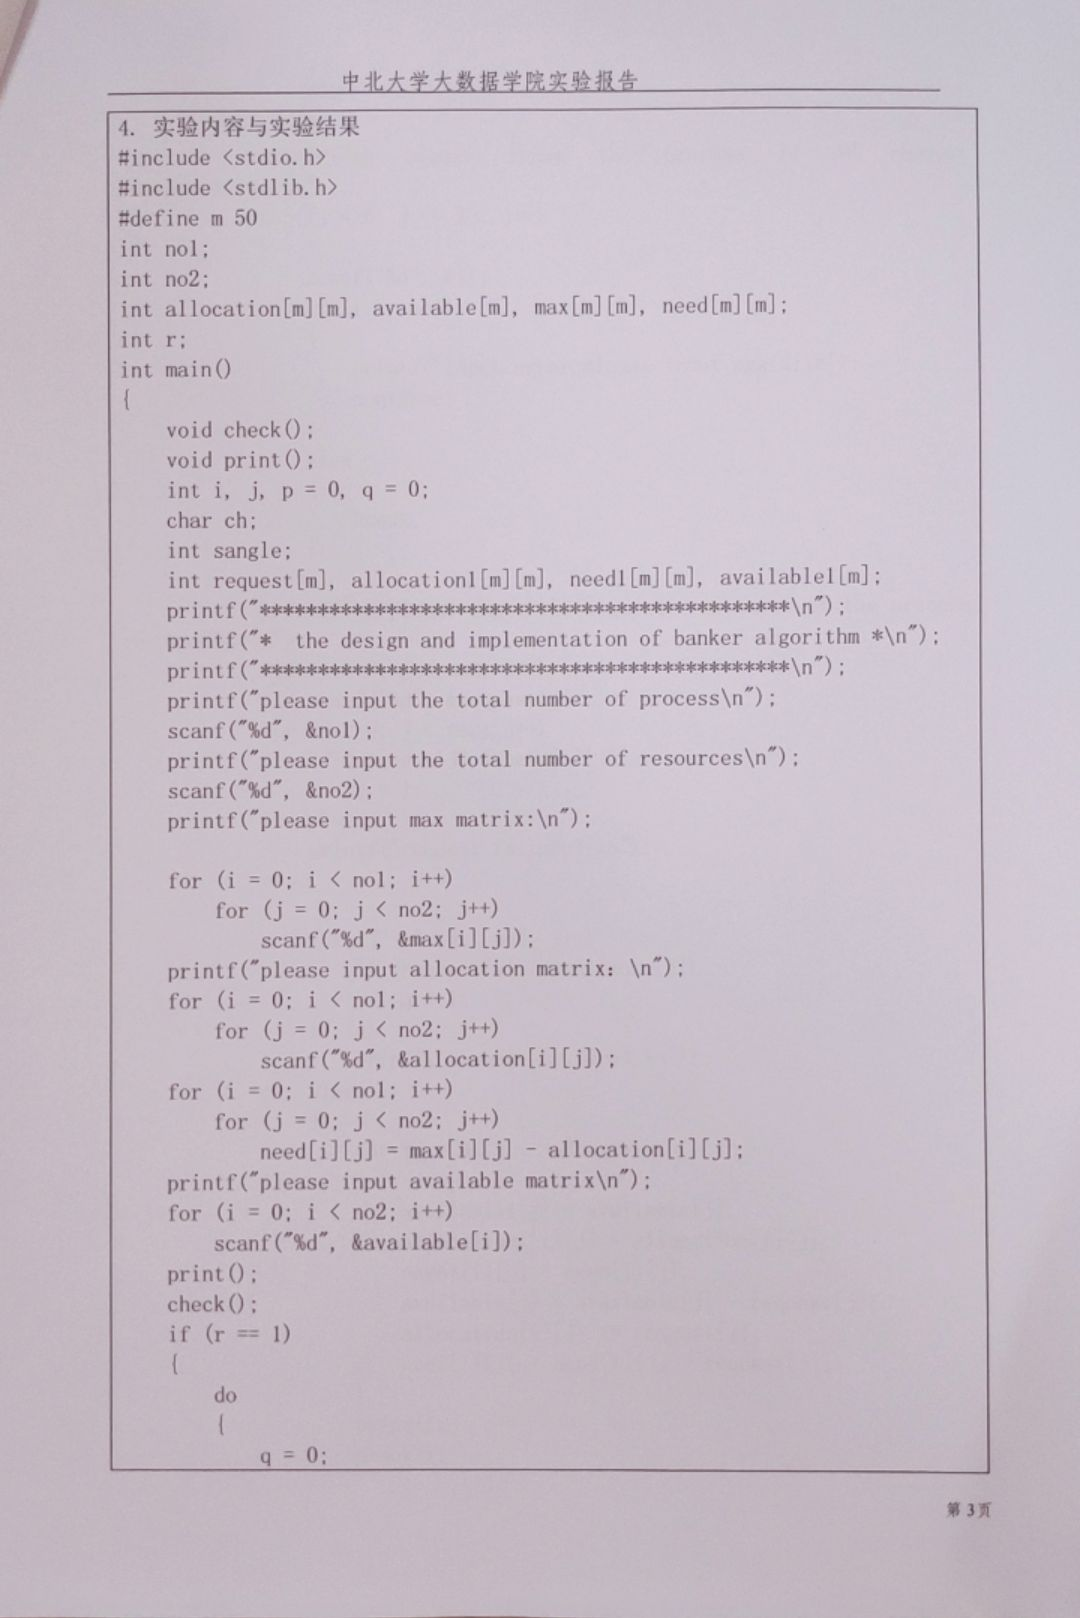 中北大学大数据学院实验报告
4. 实验内容与实验结果
#include <stdio.h>
#include <stdlib.h>
#define m 50
int no1;
int no2;
int allocation[m][m], available[m], max[m][m], need[m][m];
int r;
int main()
{
    void check();
    void print();
    int i, j, p = 0, q = 0;
    char ch;
    int sangle;
    int request[m], allocation1[m][m], need1[m][m], available1[m];
    printf("**********************************************\n");
    printf("*  the design and implementation of banker algorithm *\n");
    printf("**********************************************\n");
    printf("please input the total number of process\n");
    scanf("%d", &no1);
    printf("please input the total number of resources\n");
    scanf("%d", &no2);
    printf("please input max matrix:\n");
    for (i = 0; i < no1; i++)
        for (j = 0; j < no2; j++)
            scanf("%d", &max[i][j]);
    printf("please input allocation matrix：\n");
    for (i = 0; i < no1; i++)
        for (j = 0; j < no2; j++)
            scanf("%d", &allocation[i][j]);
    for (i = 0; i < no1; i++)
        for (j = 0; j < no2; j++)
            need[i][j] = max[i][j] - allocation[i][j];
    printf("please input available matrix\n");
    for (i = 0; i < no2; i++)
        scanf("%d", &available[i]);
    print();
    check();
    if (r == 1)
    {
        do
        {
            q = 0;
第 3 页